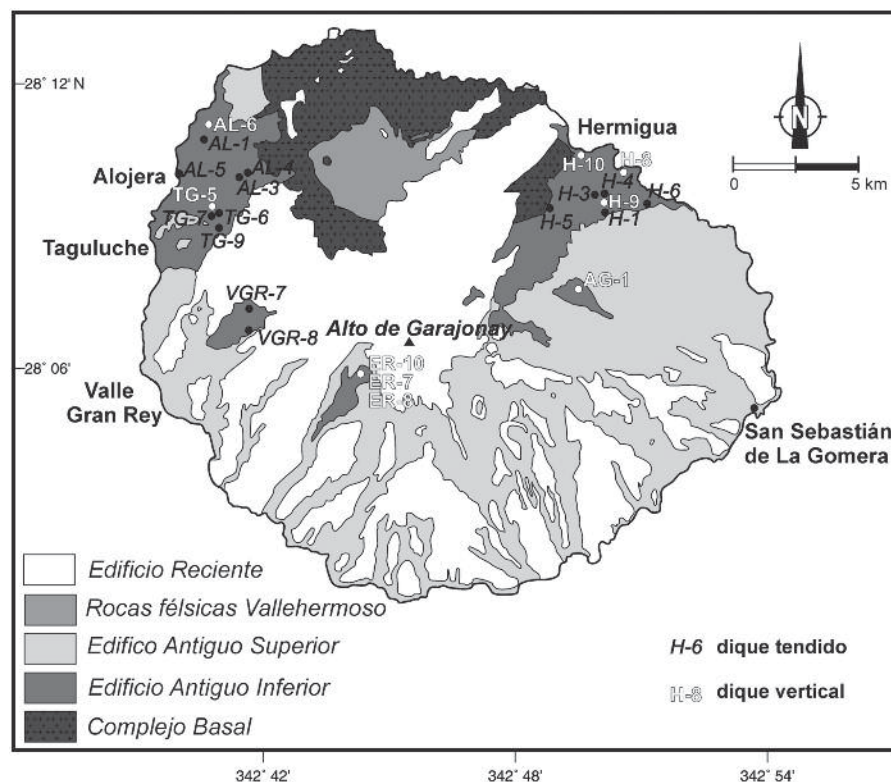 28° 12’N
28° 06’
Hermigua
N
0
5 km
AL-6
AL-1
AL-5
AL-4
AL-3
Alojera
TG-5
TG-7
TG-6
TG-9
Taguluche
H-10
H-8
H-3
H-4
H-6
H-9
H-5
H-1
AG-1
VGR-7
VGR-8
Alto de Garajonay
ER-10
ER-7
ER-8
Valle
Gran Rey
San Sebastián
de La Gomera
Edificio Reciente
Rocas félsicas Vallehermoso
Edifico Antiguo Superior
Edificio Antiguo Inferior
Complejo Basal
H-6 dique tendido
H-8 dique vertical
342° 42’
342° 48’
342° 54’